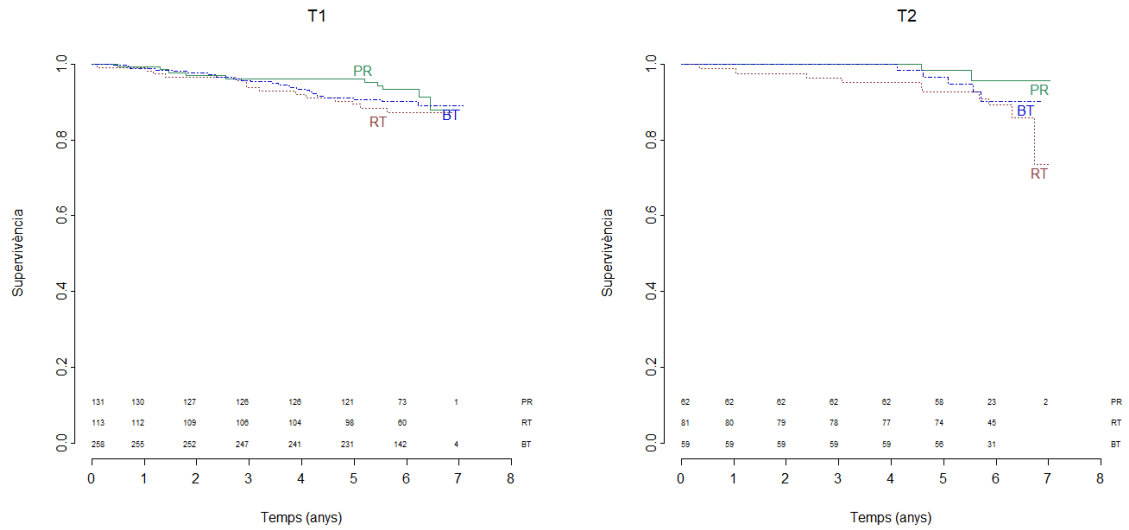 T1
Supervivència
1.0
0.8
0.6
0.4
0.2
0.0
PR
BT
RT
131 130 127 126 126 121 73 1 PR
113 112 109 106 104 98 60 RT
258 255 252 247 241 231 142 4 BT
0 1 2 3 4 5 6 7 8
Temps (anys)
T2
Supervivència
1.0
0.8
0.6
0.4
0.2
0.0
PR
BT
RT
62 62 62 62 62 58 23 2 PR
81 80 79 78 77 74 45 RT
59 59 59 59 59 56 31 BT
0 1 2 3 4 5 6 7 8
Temps (anys)